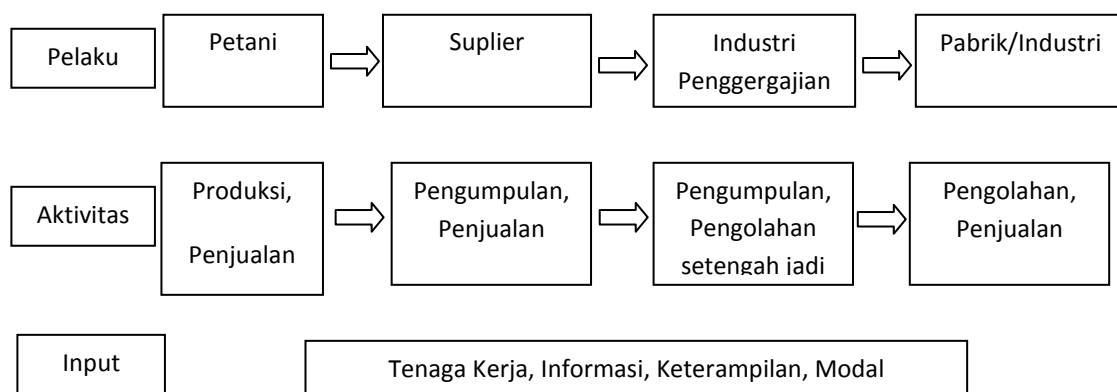 Pelaku
Petani
Suplier
Industri
Penggergajian
Pabrik/Industri
Aktivitas
Produksi,
Penjualan
Pengumpulan,
Penjualan
Pengumpulan,
Pengolahan
setengah jadi
Pengolahan,
Penjualan
Input
Tenaga Kerja, Informasi, Keterampilan, Modal